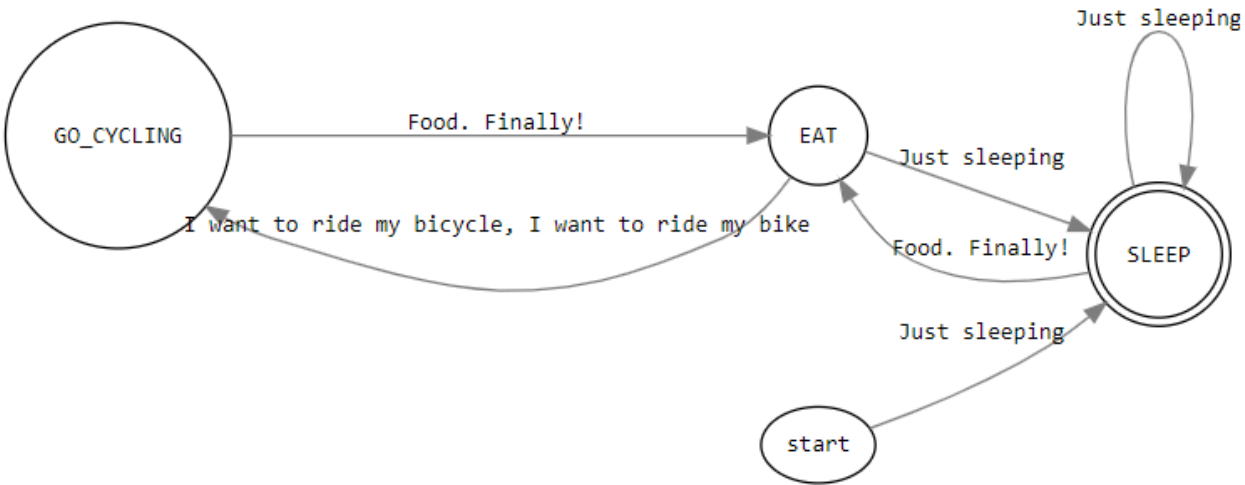 Just sleeping
Food. Finally!
GO_CYCLING
EAT
Just sleeping
I want to ride my bicycle, I want to ride my bike
Food. Finally!
SLEEP
Just sleeping
start